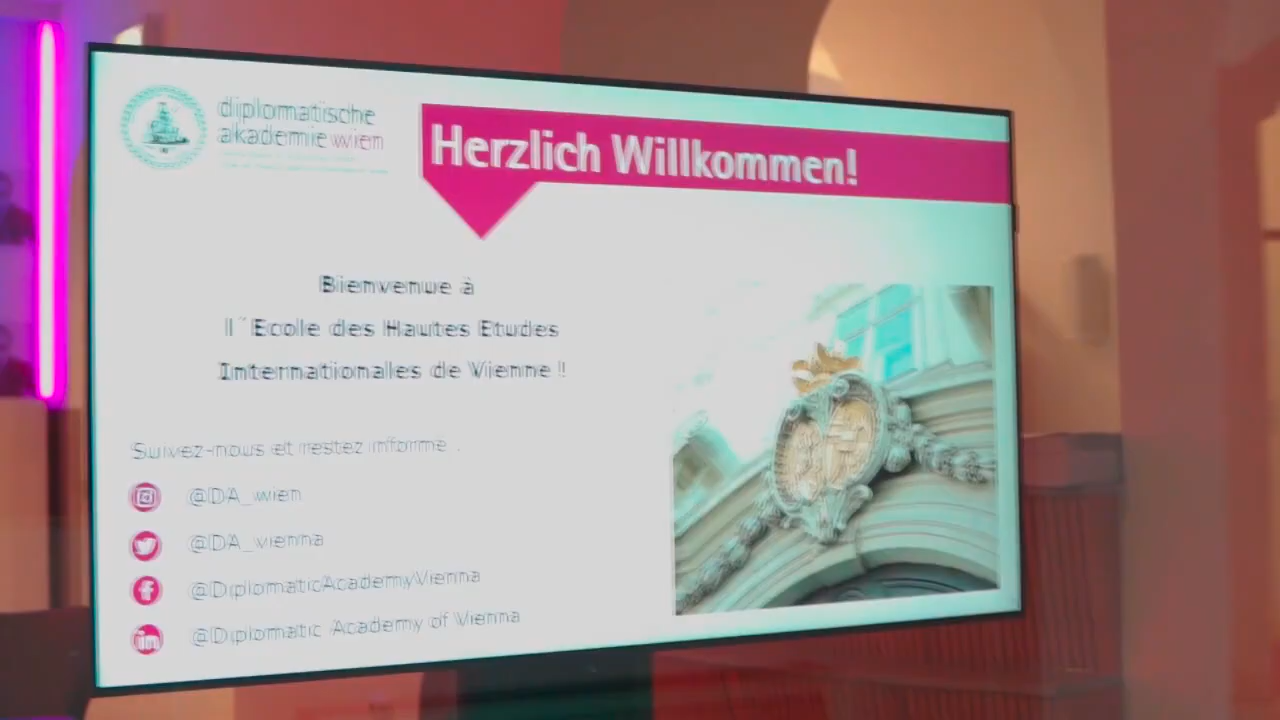 diplomatische
akademie wien
Herzlich Willkommen!
Bienvenue à
l´Ecole des Hautes Etudes
Internationales de Vienne !!
Suivez-nous et restez informe
@DA_wien
@DA_vienna
@DiplomaticAcademyVienna
@Diplomatic Academy of Vienna